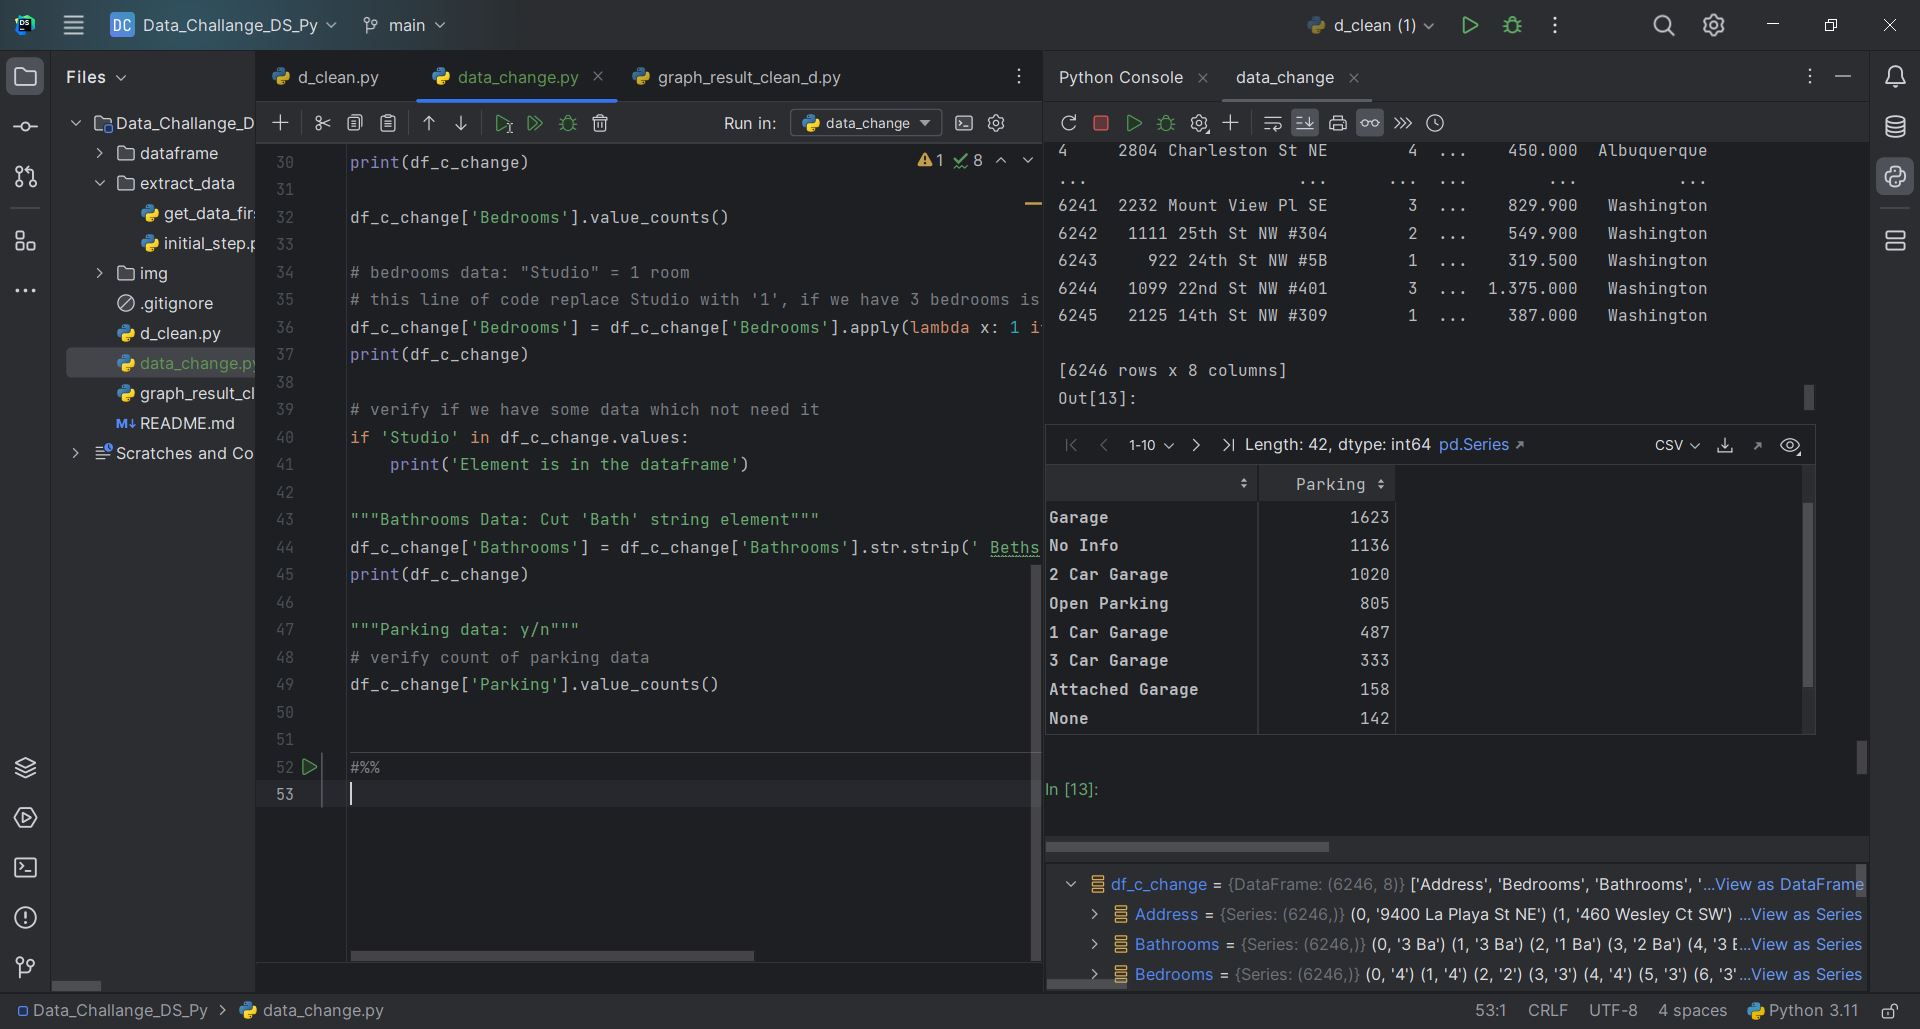 DS
DC Data_Challange_DS_Py
main
d_clean (1)
Files
d_clean.py
data_change.py
graph_result_clean_d.py
Python Console
data_change
Data_Challange_D
dataframe
extract_data
get_data_fir
initial_step.p
img
.gitignore
d_clean.py
data_change.py
graph_result_cl
M↓ README.md
Scratches and Co
Run in:
data_change
1 8
30 print(df_c_change)
31
32 df_c_change['Bedrooms'].value_counts()
33
34 # bedrooms data: "Studio" = 1 room
35 # this line of code replace Studio with '1', if we have 3 bedrooms is
36 df_c_change['Bedrooms'] = df_c_change['Bedrooms'].apply(lambda x: 1 i
37 print(df_c_change)
38
39 # verify if we have some data which not need it
40 if 'Studio' in df_c_change.values:
41 print('Element is in the dataframe')
42
43 """Bathrooms Data: Cut 'Bath' string element"""
44 df_c_change['Bathrooms'] = df_c_change['Bathrooms'].str.strip(' Beths
45 print(df_c_change)
46
47 """Parking data: y/n"""
48 # verify count of parking data
49 df_c_change['Parking'].value_counts()
50
51
52 #%%
53
4 2804 Charleston St NE 4 ... 450.000 Albuquerque
... ... ... ... ... ...
6241 2232 Mount View Pl SE 3 ... 829.900 Washington
6242 1111 25th St NW #304 2 ... 549.900 Washington
6243 922 24th St NW #5B 1 ... 319.500 Washington
6244 1099 22nd St NW #401 3 ... 1.375.000 Washington
6245 2125 14th St NW #309 1 ... 387.000 Washington
[6246 rows x 8 columns]
Out[13]:
1-10 Length: 42, dtype: int64 pd.Series CSV
Parking
Garage 1623
No Info 1136
2 Car Garage 1020
Open Parking 805
1 Car Garage 487
3 Car Garage 333
Attached Garage 158
None 142
In [13]:
df_c_change = {DataFrame: (6246, 8)} ['Address', 'Bedrooms', 'Bathrooms', '...View as DataFrame
Address = {Series: (6246,)} (0, '9400 La Playa St NE') (1, '460 Wesley Ct SW') ...View as Series
Bathrooms = {Series: (6246,)} (0, '3 Ba') (1, '3 Ba') (2, '1 Ba') (3, '2 Ba') (4, '3 E...View as Series
Bedrooms = {Series: (6246,)} (0, '4') (1, '4') (2, '2') (3, '3') (4, '4') (5, '3') (6, '3'...View as Series
Data_Challange_DS_Py > data_change.py
53:1 CRLF UTF-8 4 spaces Python 3.11